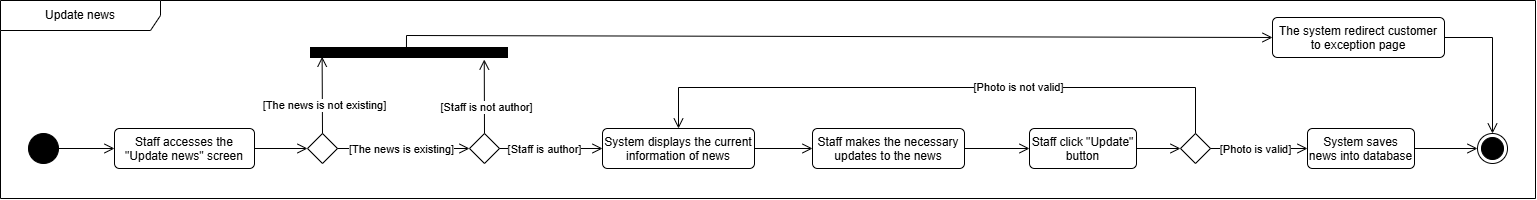 Update news
The system redirect customer
to exception page
[Photo is not valid]
[The news is not existing]
[Staff is not author]
Staff accesses the
"Update news" screen
[The news is existing]
[Staff is author]
System displays the current
information of news
Staff makes the necessary
updates to the news
Staff click "Update"
button
[Photo is valid]
System saves
news into database